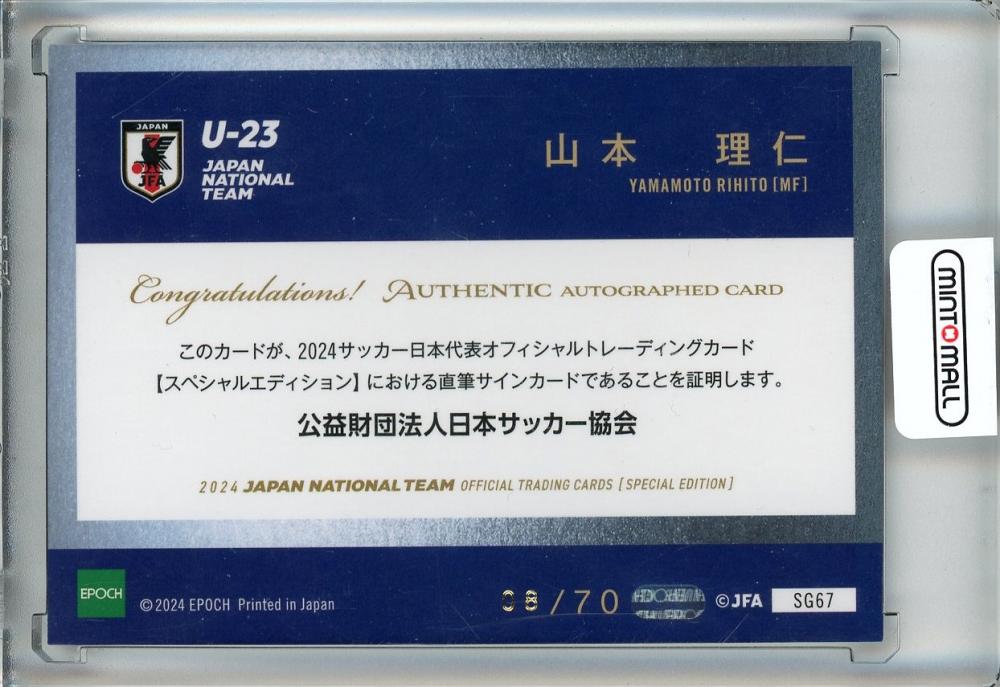 JAPAN
JFA
U-23
JAPAN
NATIONAL
TEAM
山本 理仁
YAMAMOTO RIHITO [MF]
Congratulations! AUTHENTIC AUTOGRAPHED CARD
このカードが、2024サッカー日本代表オフィシャルトレーディングカード
【スペシャルエディション】における直筆サインカードであることを証明します。
公益財団法人日本サッカー協会
2024 JAPAN NATIONAL TEAM OFFICIAL TRADING CARDS [SPECIAL EDITION]
EPOCH
©2024 EPOCH Printed in Japan
08/70
©JFA
SG67
MINT MALL